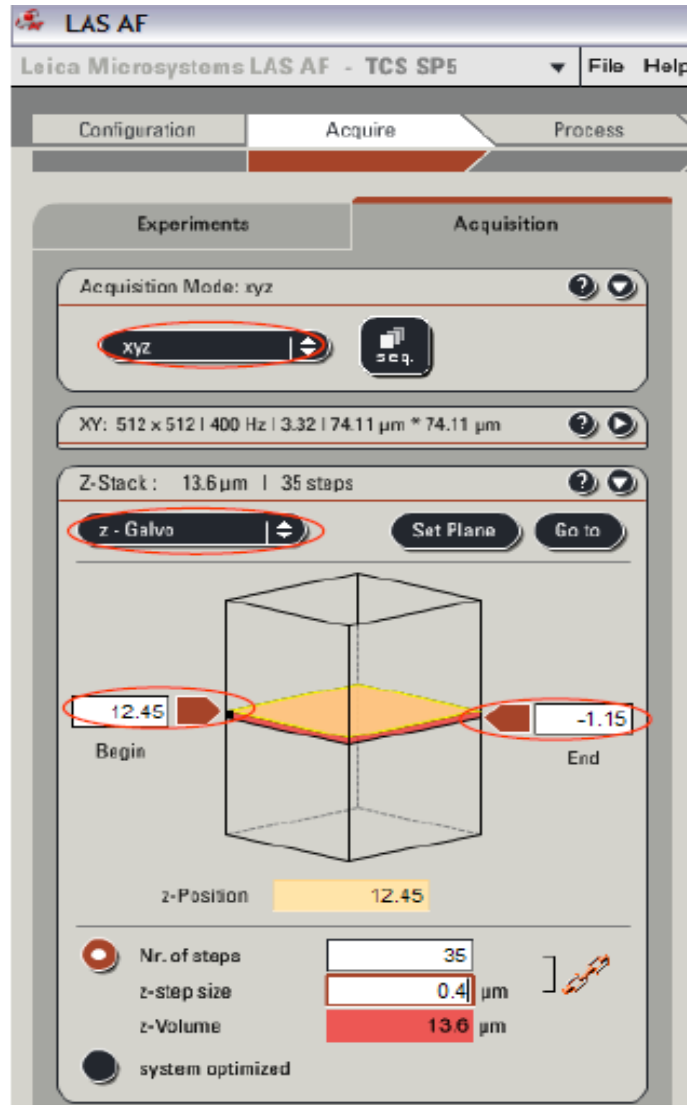 LAS AF
Leica Microsystems LAS AF - TCS SP5 File Help
Configuration Acquire Process
Experiments Acquisition
Acquisition Mode: xyz ?
xyz seq.
XY: 512 x 512 | 400 Hz | 3.32 | 74.11 µm * 74.11 µm ?
Z-Stack : 13.6 µm | 35 steps ?
z - Galvo Set Plane Go to
12.45 -1.15
Begin End
z-Position 12.45
Nr. of steps 35
z-step size 0.4 µm
z-Volume 13.6 µm
system optimized